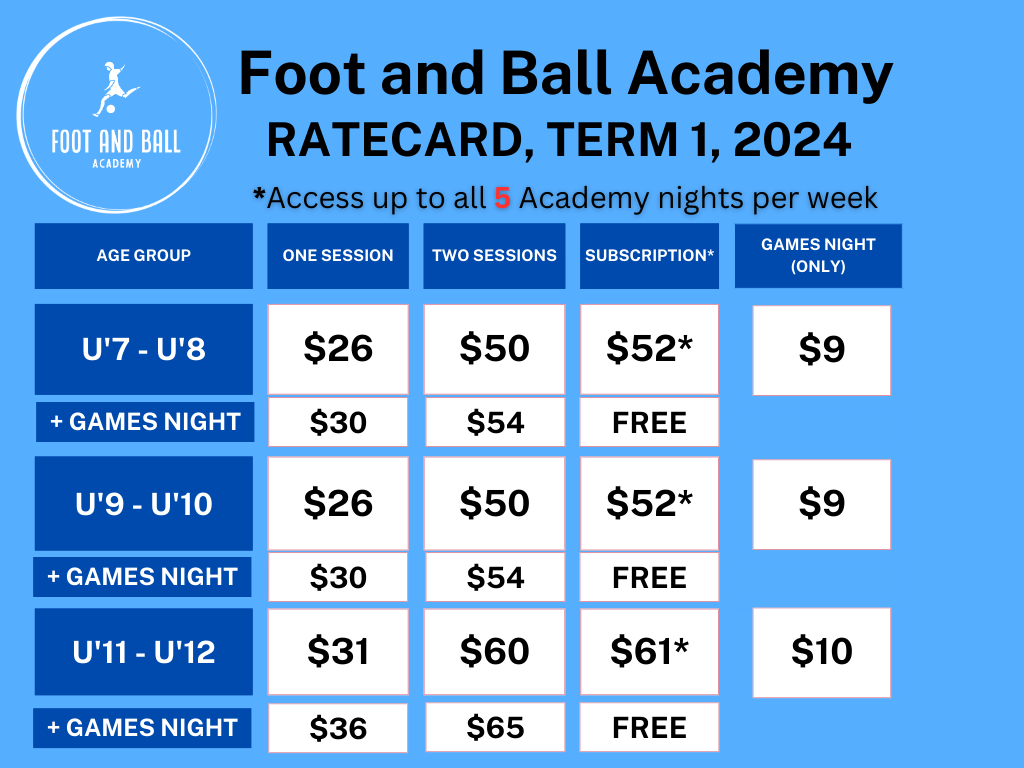 FOOT AND BALL
ACADEMY
Foot and Ball Academy
RATECARD, TERM 1, 2024
*Access up to all 5 Academy nights per week
AGE GROUP ONE SESSION TWO SESSIONS SUBSCRIPTION* GAMES NIGHT
(ONLY)
U'7 - U'8 $26 $50 $52* $9
+ GAMES NIGHT $30 $54 FREE
U'9 - U'10 $26 $50 $52* $9
+ GAMES NIGHT $30 $54 FREE
U'11 - U'12 $31 $60 $61* $10
+ GAMES NIGHT $36 $65 FREE